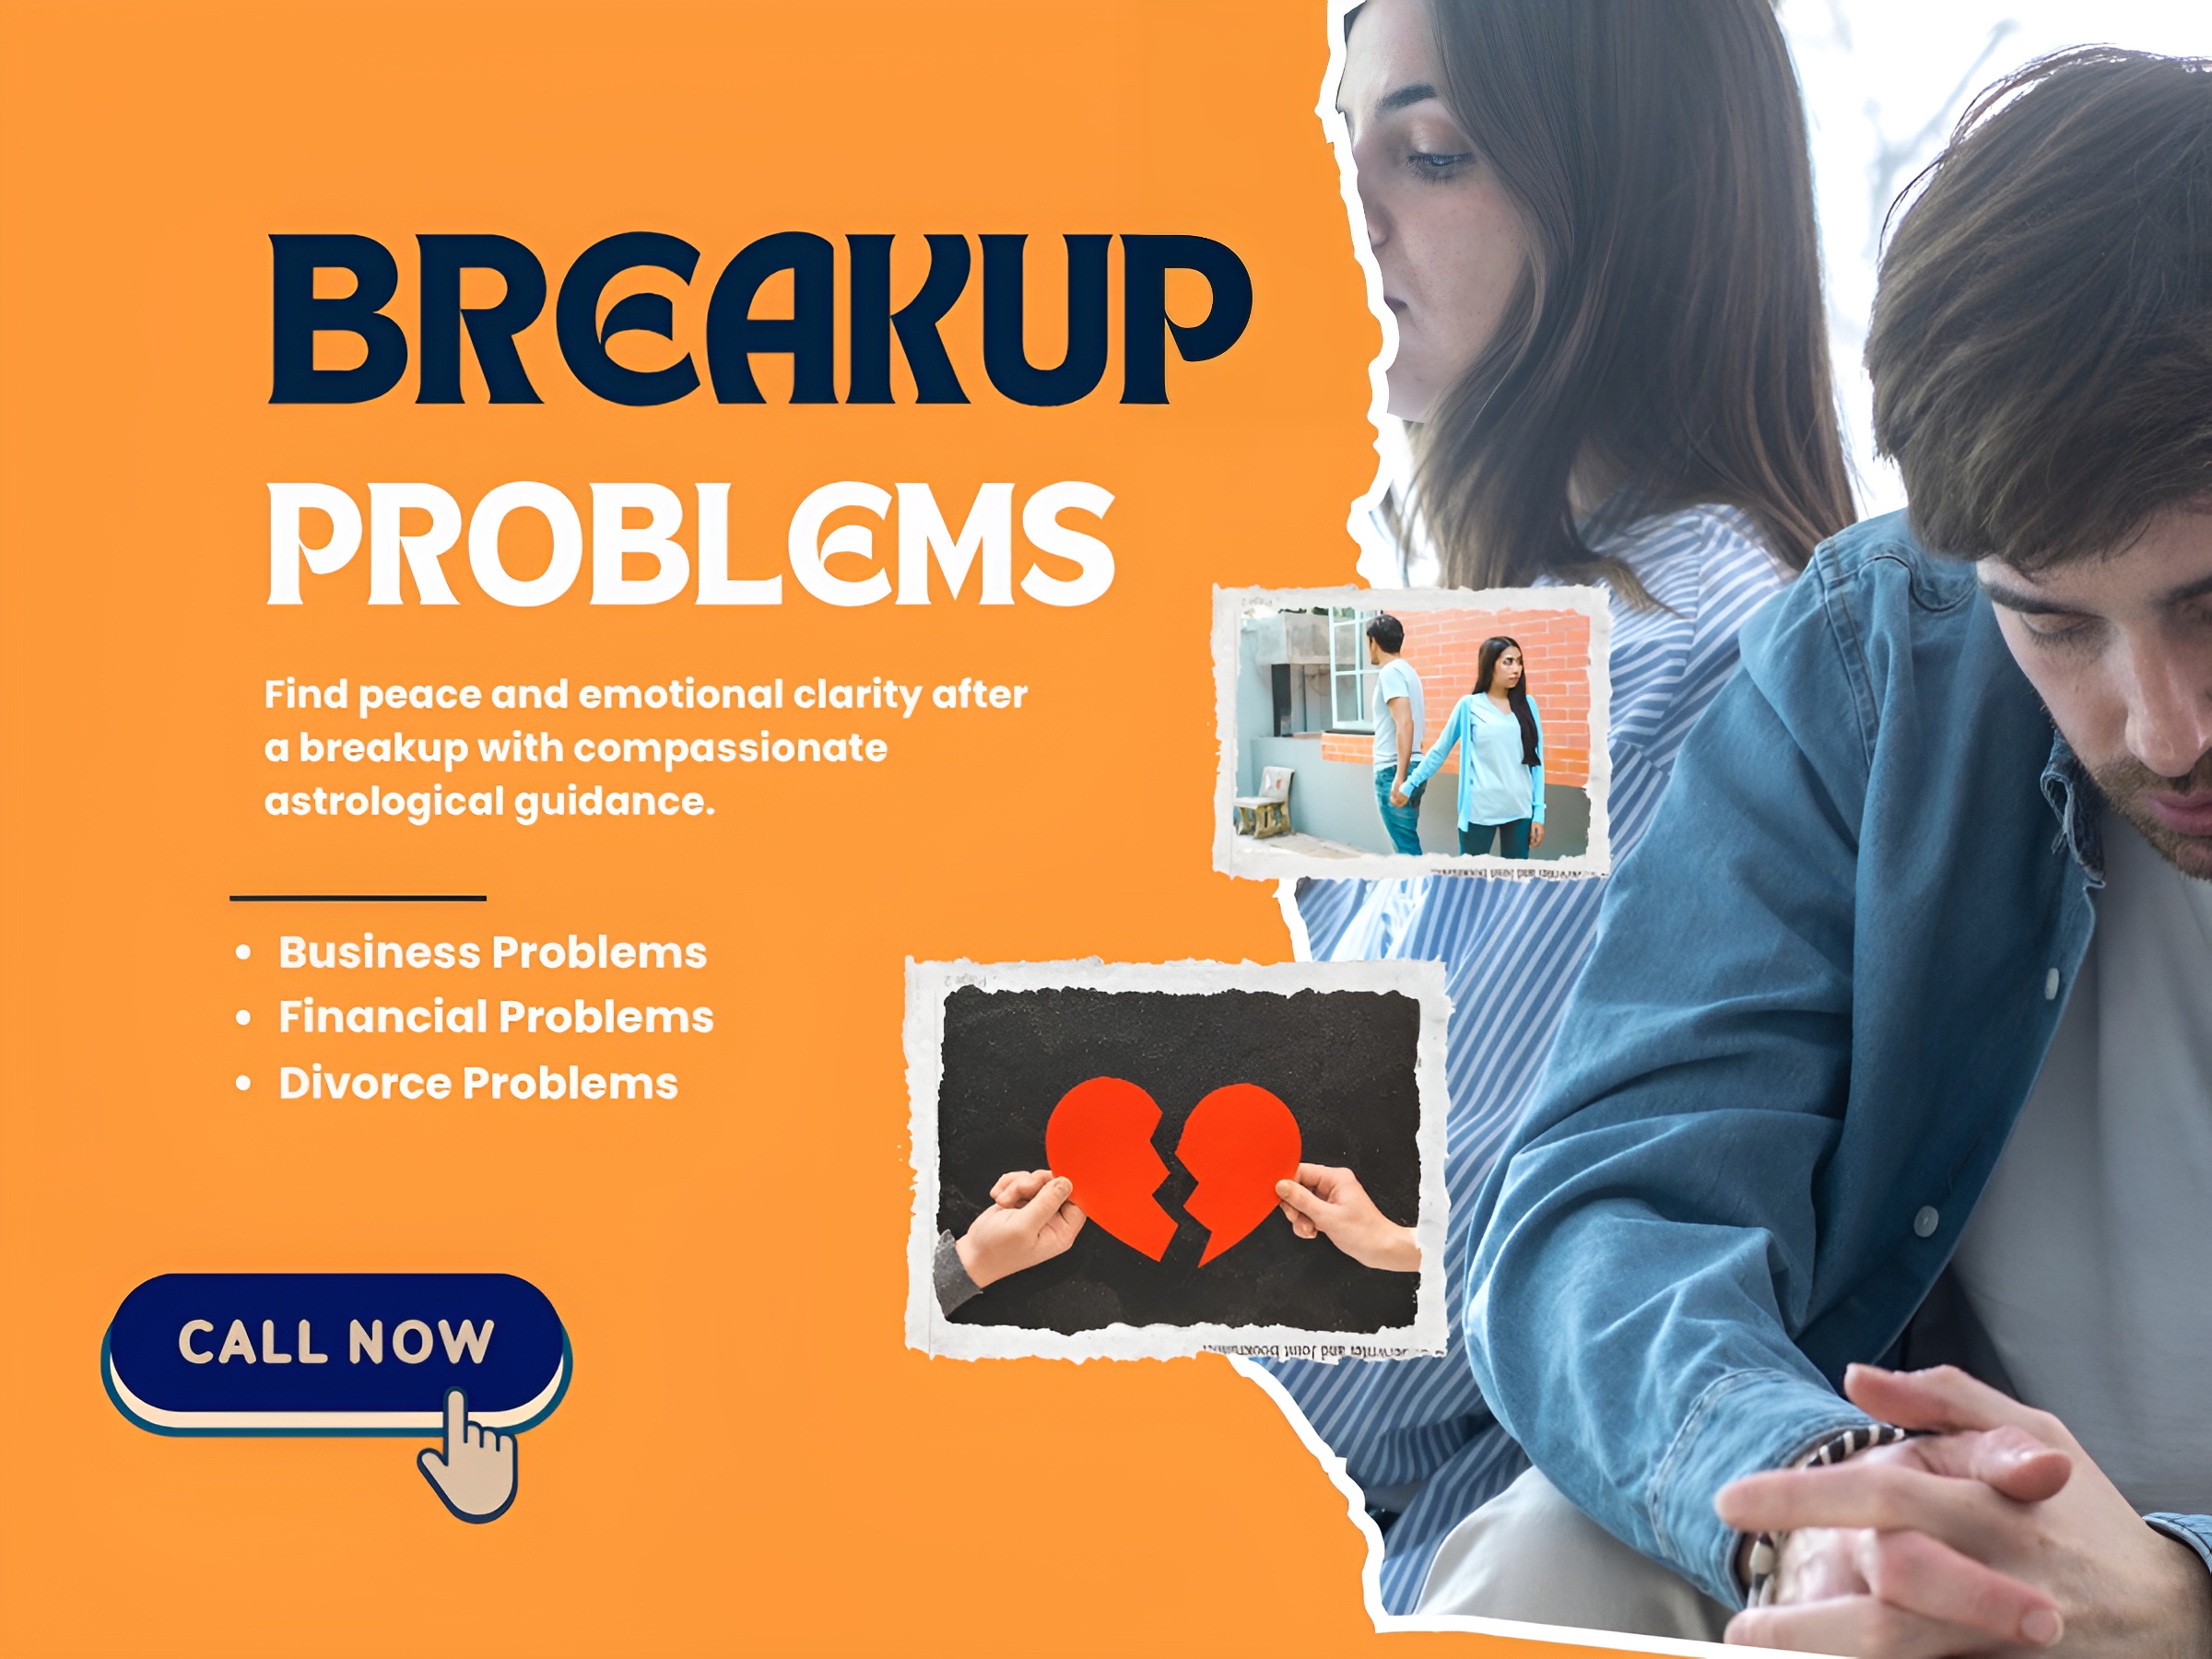 BREAKUP
PROBLEMS
Find peace and emotional clarity after
a breakup with compassionate
astrological guidance.
• Business Problems
• Financial Problems
• Divorce Problems
CALL NOW